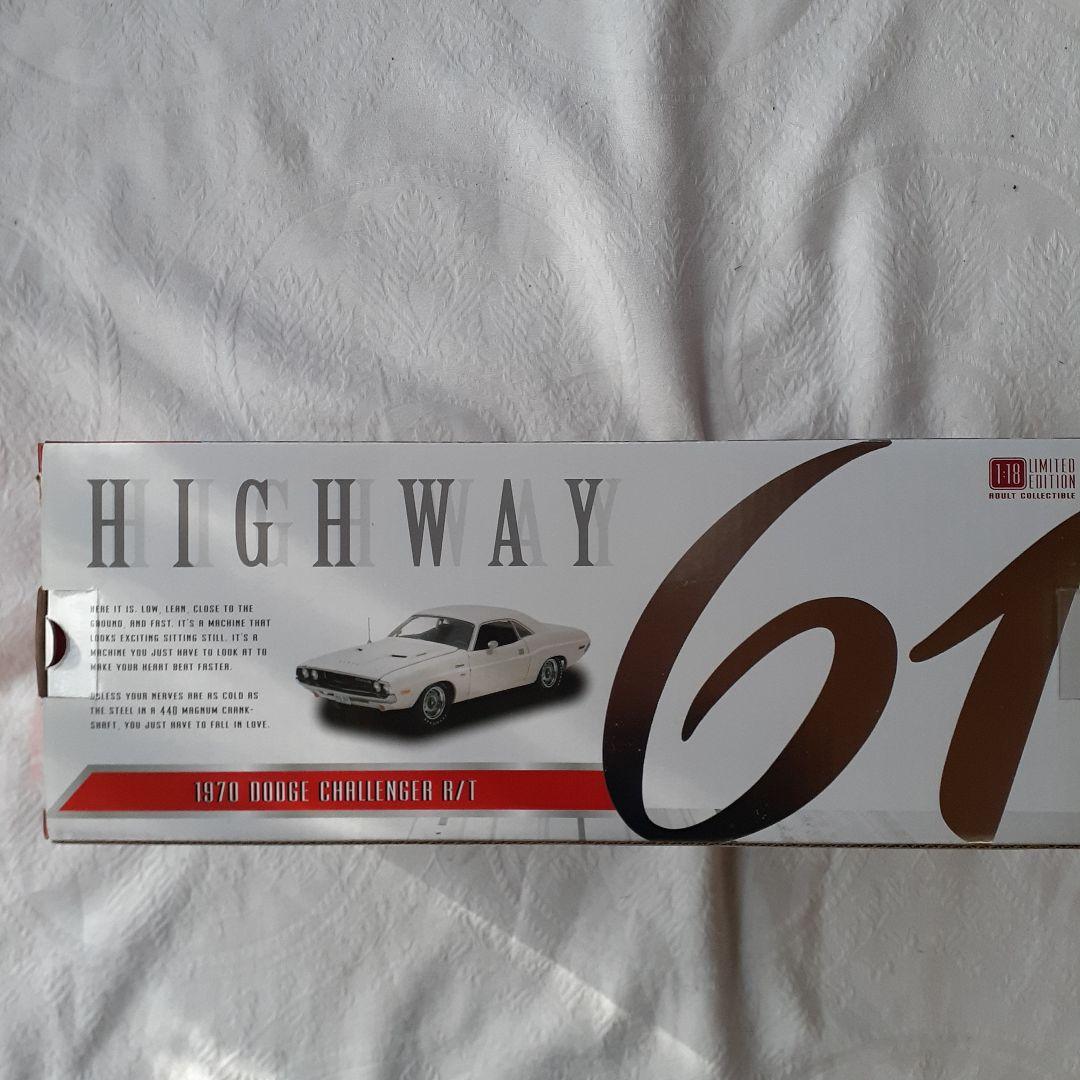 HIGHWAY
61
1:18 LIMITED
EDITION
ADULT COLLECTIBLE
HERE IT IS. LOW, LEAN, CLOSE TO THE
GROUND, AND FAST. IT'S A MACHINE THAT
LOOKS EXCITING SITTING STILL. IT'S A
MACHINE YOU JUST HAVE TO LOOK AT TO
MAKE YOUR HEART BEAT FASTER.
UNLESS YOUR NERVES ARE AS COLD AS
THE STEEL IN A 440 MAGNUM CRANK-
SHAFT, YOU JUST HAVE TO FALL IN LOVE.
1970 DODGE CHALLENGER R/T